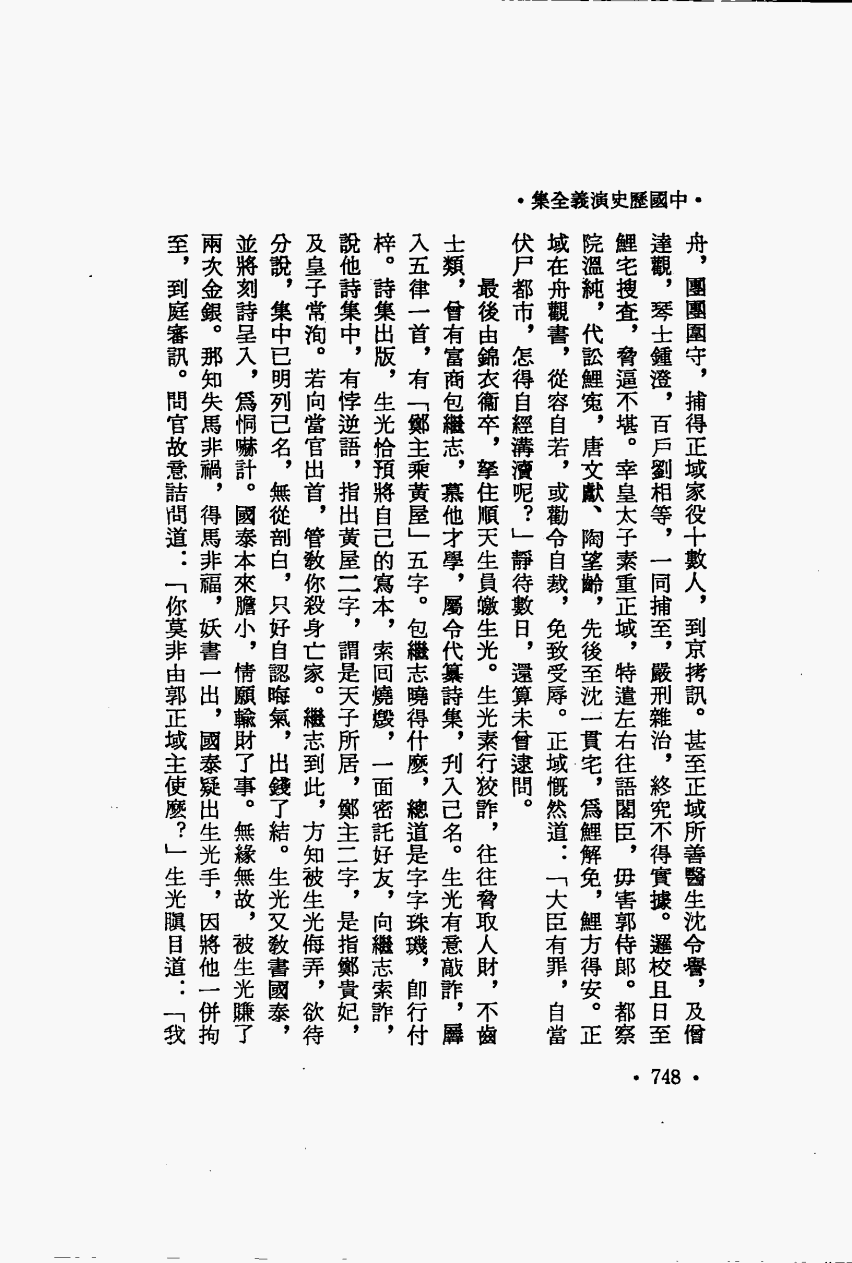 •中國歷史演義全集•
舟，團團圍守，捕得正域家役十數人，到京拷訊。甚至正域所善醫生沈令譽，及僧
達觀，琴士鍾澄，百戶劉相等，一同捕至，嚴刑雜治，終究不得實據。邏校且日至
鯉宅搜查，脅逼不堪。幸皇太子素重正域，特遣左右往語閣臣，毋害郭侍郎。都察
院溫純，代訟鯉寃，唐文獻、陶望齡，先後至沈一貫宅，爲鯉解免，鯉方得安。正
域在舟觀書，從容自若，或勸令自裁，免致受辱。正域慨然道：「大臣有罪，自當
伏尸都市，怎得自經溝瀆呢？」靜待數日，還算未曾逮問。
最後由錦衣衞卒，拏住順天生員皦生光。生光素行狡詐，往往脅取人財，不齒
士類，曾有富商包繼志，慕他才學，屬令代纂詩集，刋入己名。生光有意敲詐，羼
入五律一首，有「鄭主乘黃屋」五字。包繼志曉得什麽，總道是字字珠璣，卽行付
梓。詩集出版，生光恰預將自己的寫本，索回燒燬，一面密託好友，向繼志索詐，
說他詩集中，有悖逆語，指出黃屋二字，謂是天子所居，鄭主二字，是指鄭貴妃，
及皇子常洵。若向當官出首，管敎你殺身亡家。繼志到此，方知被生光侮弄，欲待
分說，集中已明列己名，無從剖白，只好自認晦氣，出錢了結。生光又敎書國泰，
並將刻詩呈入，爲恫嚇計。國泰本來膽小，情願輸財了事。無緣無故，被生光賺了
兩次金銀。那知失馬非禍，得馬非福，妖書一出，國泰疑出生光手，因將他一併拘
至，到庭審訊。問官故意詰問道：「你莫非由郭正域主使麽？」生光瞋目道：「我
•748•